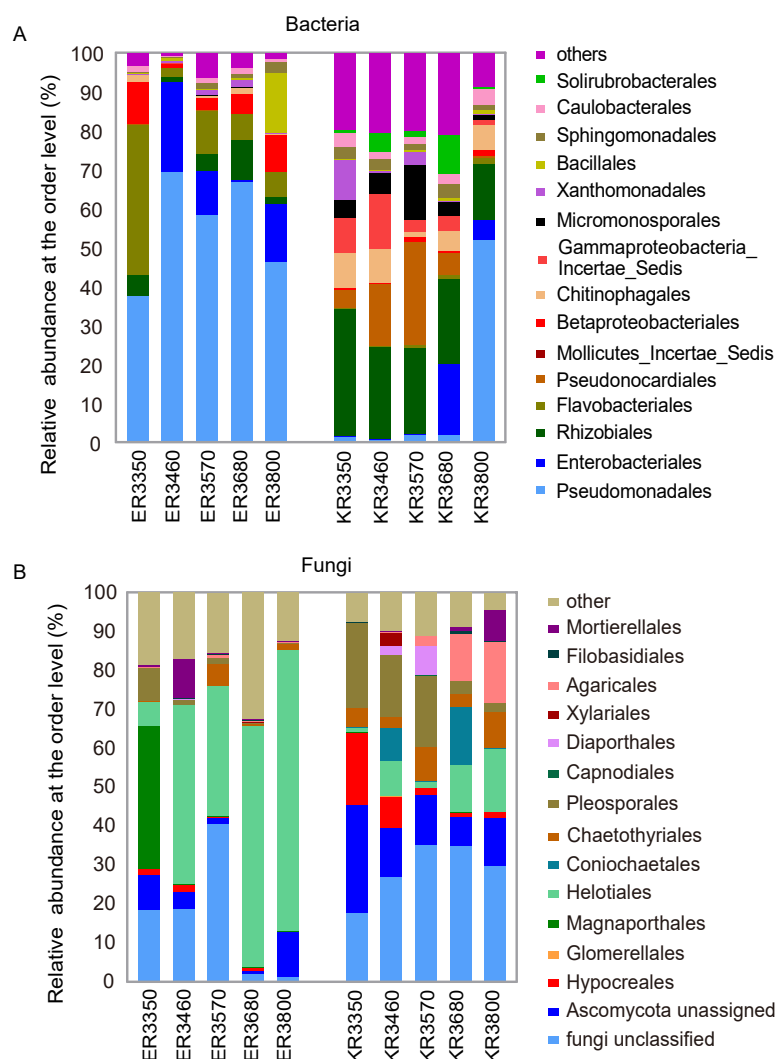 Bacteria
A
Relative abundance at the order level (%)
100
90
80
70
60
50
40
30
20
10
0
ER3350
ER3460
ER3570
ER3680
ER3800
KR3350
KR3460
KR3570
KR3680
KR3800
others
Solirubrobacterales
Caulobacterales
Sphingomonadales
Bacillales
Xanthomonadales
Micromonosporales
Gammaproteobacteria_
Incertae_Sedis
Chitinophagales
Betaproteobacteriales
Mollicutes_Incertae_Sedis
Pseudonocardiales
Flavobacteriales
Rhizobiales
Enterobacteriales
Pseudomonadales
Fungi
B
Relative abundance at the order level (%)
100
90
80
70
60
50
40
30
20
10
0
ER3350
ER3460
ER3570
ER3680
ER3800
KR3350
KR3460
KR3570
KR3680
KR3800
other
Mortierellales
Filobasidiales
Agaricales
Xylariales
Diaporthales
Capnodiales
Pleosporales
Chaetothyriales
Coniochaetales
Helotiales
Magnaporthales
Glomerellales
Hypocreales
Ascomycota unassigned
fungi unclassified